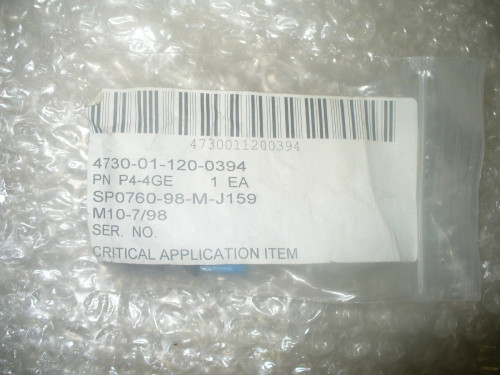 4730011200394
4730-01-120-0394
PN P4-4GE 1 EA
SP0760-98-M-J159
M10-7/98
SER. NO.
CRITICAL APPLICATION ITEM